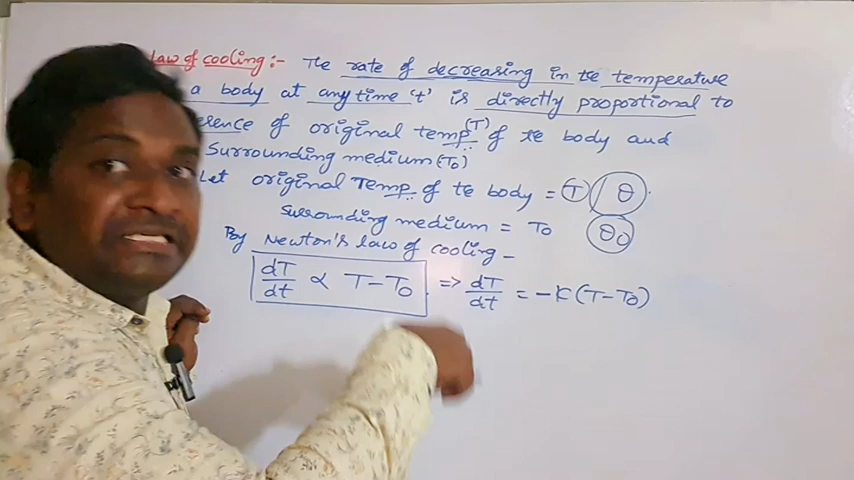 law of cooling :- The rate of decreasing in the temperature
a body at any time 't' is directly proportional to
erence of original temp (T) of the body and
Surrounding medium (T₀)
Let original Temp. of te body = (T) / θ
Surrounding medium = T₀ θ₀
By Newton's law of cooling -
dT/dt ∝ T - T₀ => dT/dt = -K (T - T₀)